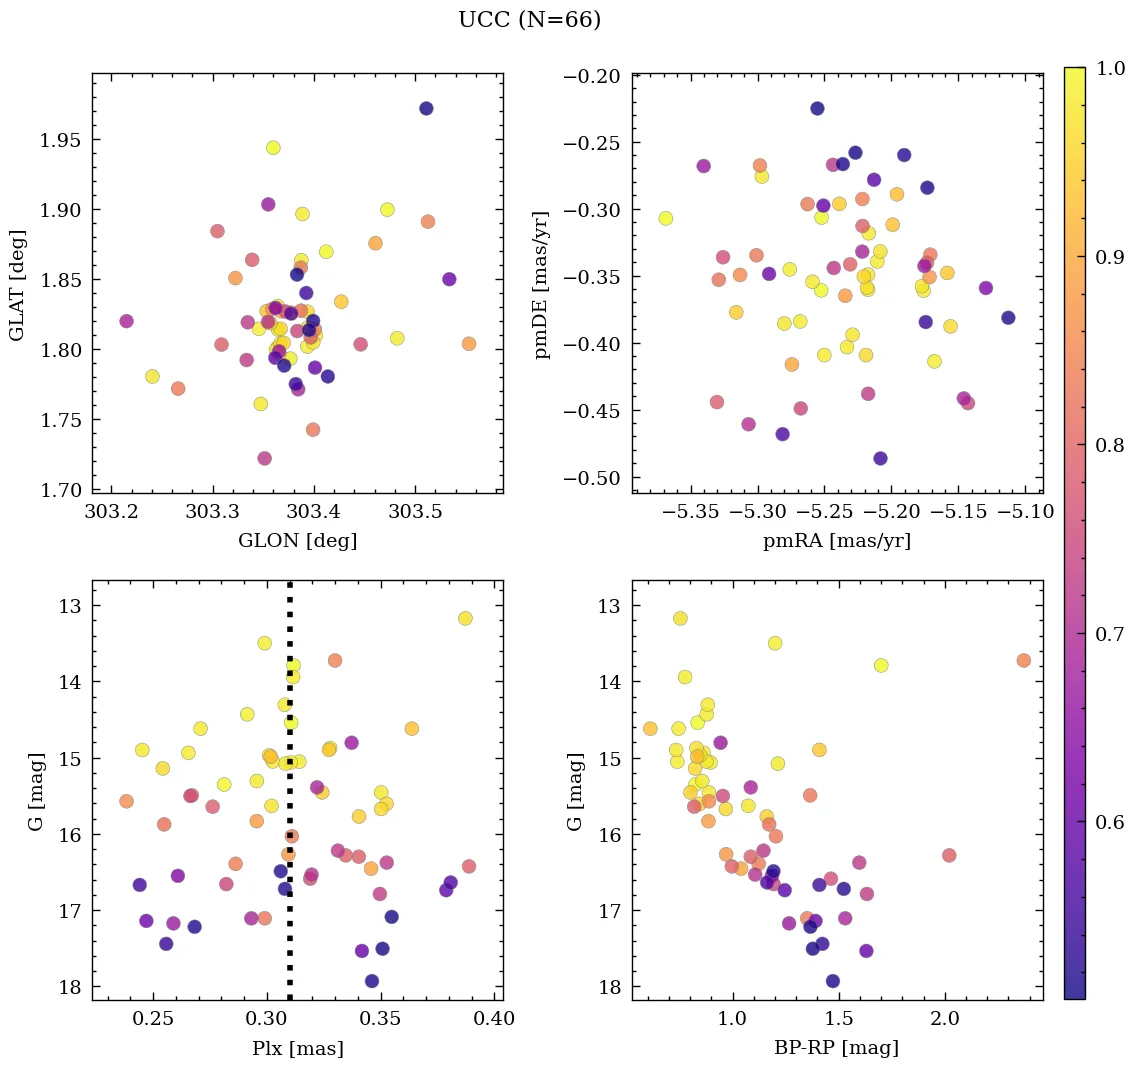 UCC (N=66)
1.95
1.90
1.85
1.80
1.75
1.70
GLAT [deg]
303.2 303.3 303.4 303.5
GLON [deg]
−0.20
−0.25
−0.30
−0.35
−0.40
−0.45
−0.50
pmDE [mas/yr]
−5.35 −5.30 −5.25 −5.20 −5.15 −5.10
pmRA [mas/yr]
13
14
15
16
17
18
G [mag]
0.25 0.30 0.35 0.40
Plx [mas]
13
14
15
16
17
18
G [mag]
1.0 1.5 2.0
BP-RP [mag]
1.0
0.9
0.8
0.7
0.6